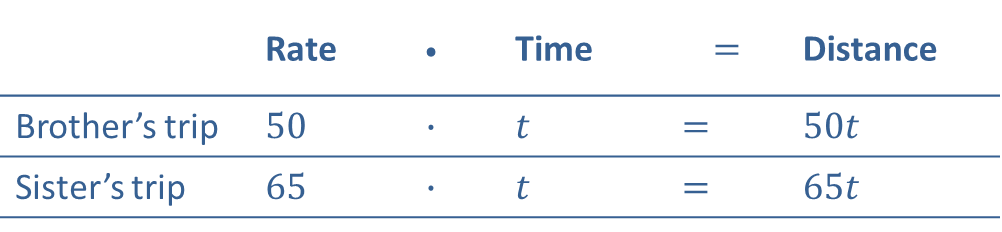 Rate • Time = Distance
Brother’s trip 50 · t = 50t
Sister’s trip 65 · t = 65t